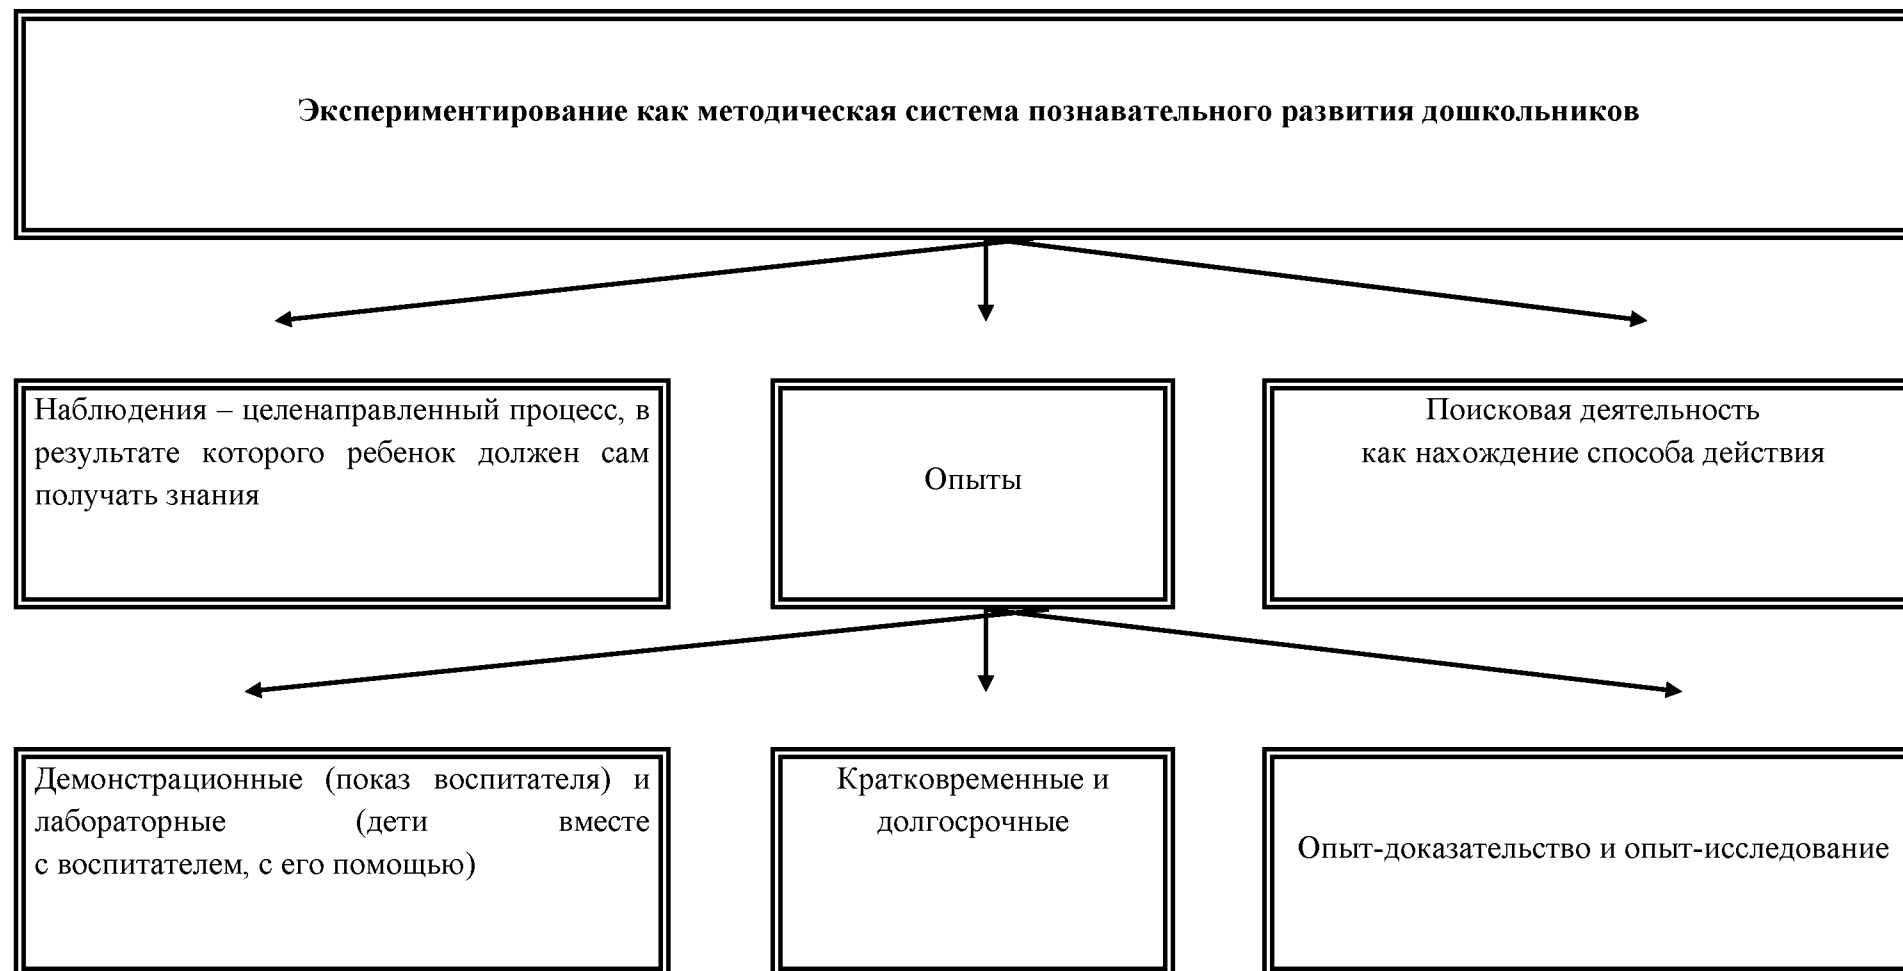 Экспериментирование как методическая система познавательного развития дошкольников
Наблюдения – целенаправленный процесс, в
результате которого ребенок должен сам
получать знания
Опыты
Поисковая деятельность
как нахождение способа действия
Демонстрационные (показ воспитателя) и
лабораторные (дети вместе
с воспитателем, с его помощью)
Кратковременные и
долгосрочные
Опыт-доказательство и опыт-исследование